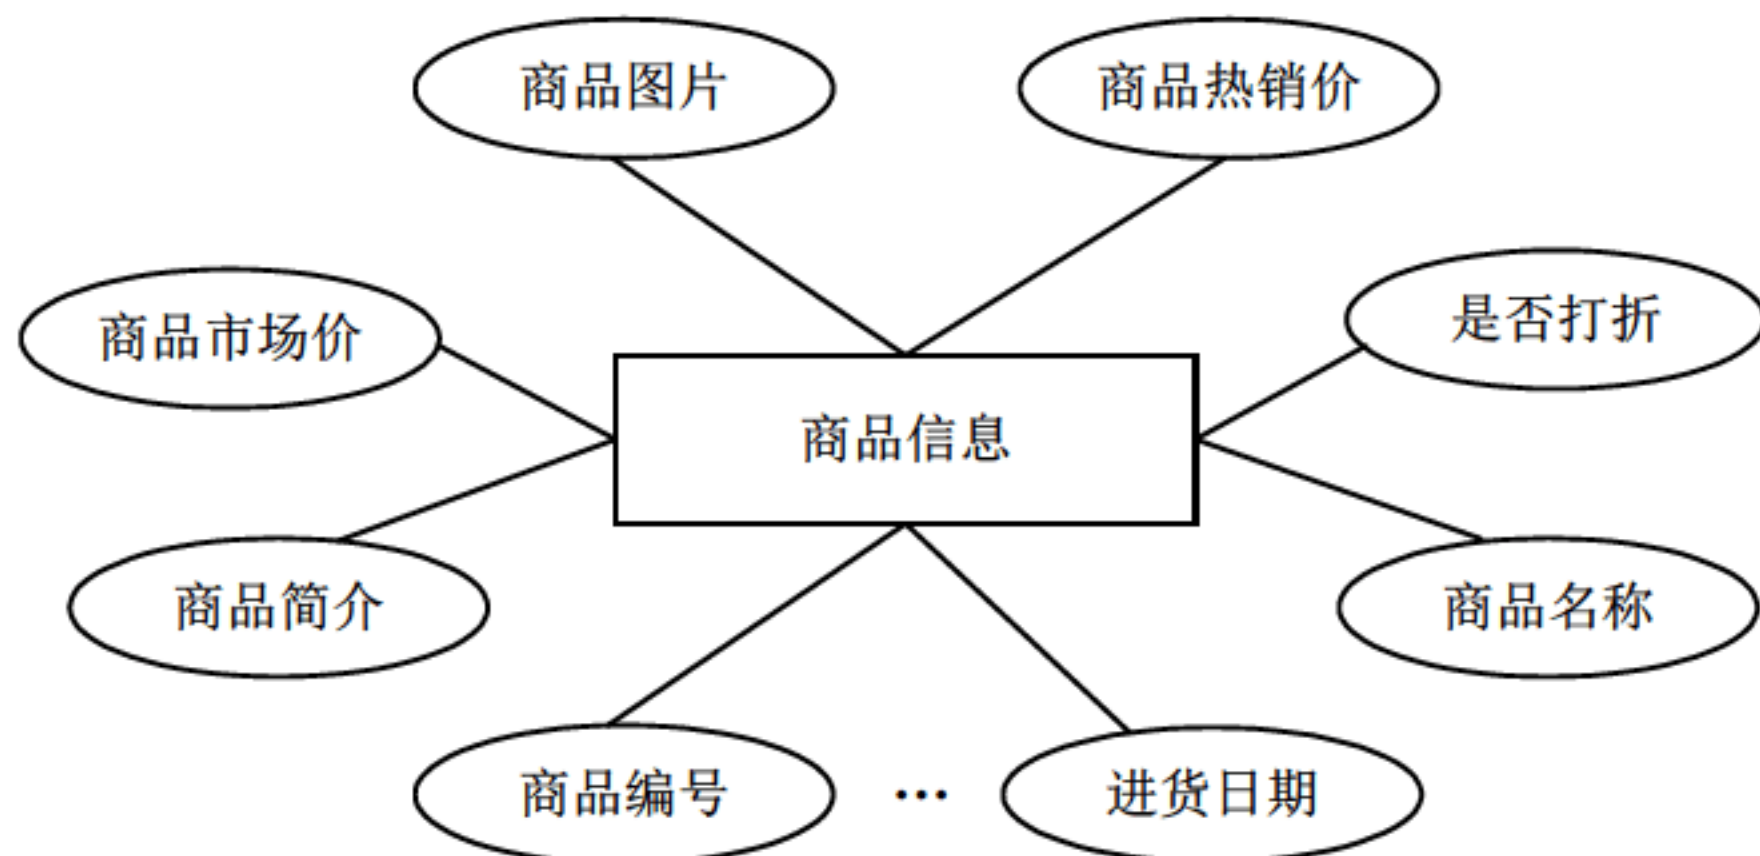 商品图片
商品热销价
商品市场价
是否打折
商品信息
商品简介
商品名称
商品编号
…
进货日期